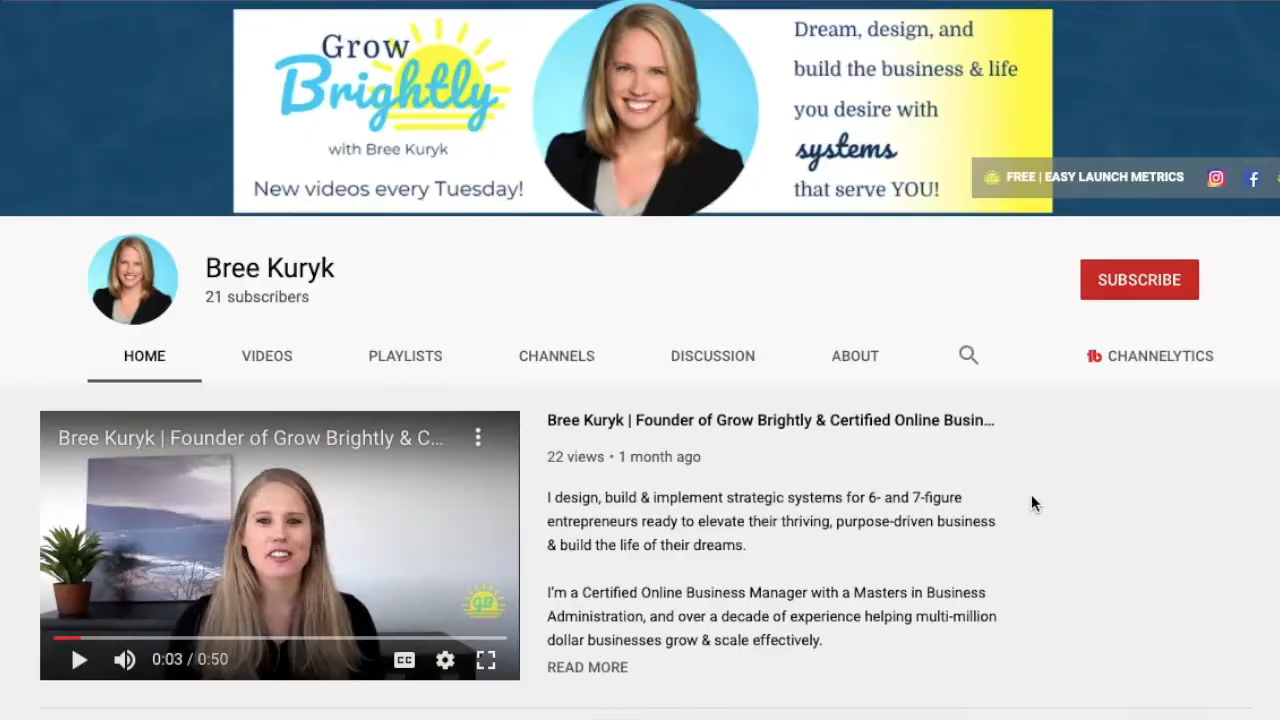 Grow
Brightly
with Bree Kuryk
New videos every Tuesday!
Dream, design, and
build the business & life
you desire with
systems
that serve YOU!
FREE | EASY LAUNCH METRICS
Bree Kuryk
21 subscribers
SUBSCRIBE
HOME VIDEOS PLAYLISTS CHANNELS DISCUSSION ABOUT tb CHANNELYTICS
Bree Kuryk | Founder of Grow Brightly & C...
GB
0:03 / 0:50
CC
Bree Kuryk | Founder of Grow Brightly & Certified Online Busin...
22 views • 1 month ago
I design, build & implement strategic systems for 6- and 7-figure
entrepreneurs ready to elevate their thriving, purpose-driven business
& build the life of their dreams.
I'm a Certified Online Business Manager with a Masters in Business
Administration, and over a decade of experience helping multi-million
dollar businesses grow & scale effectively.
READ MORE